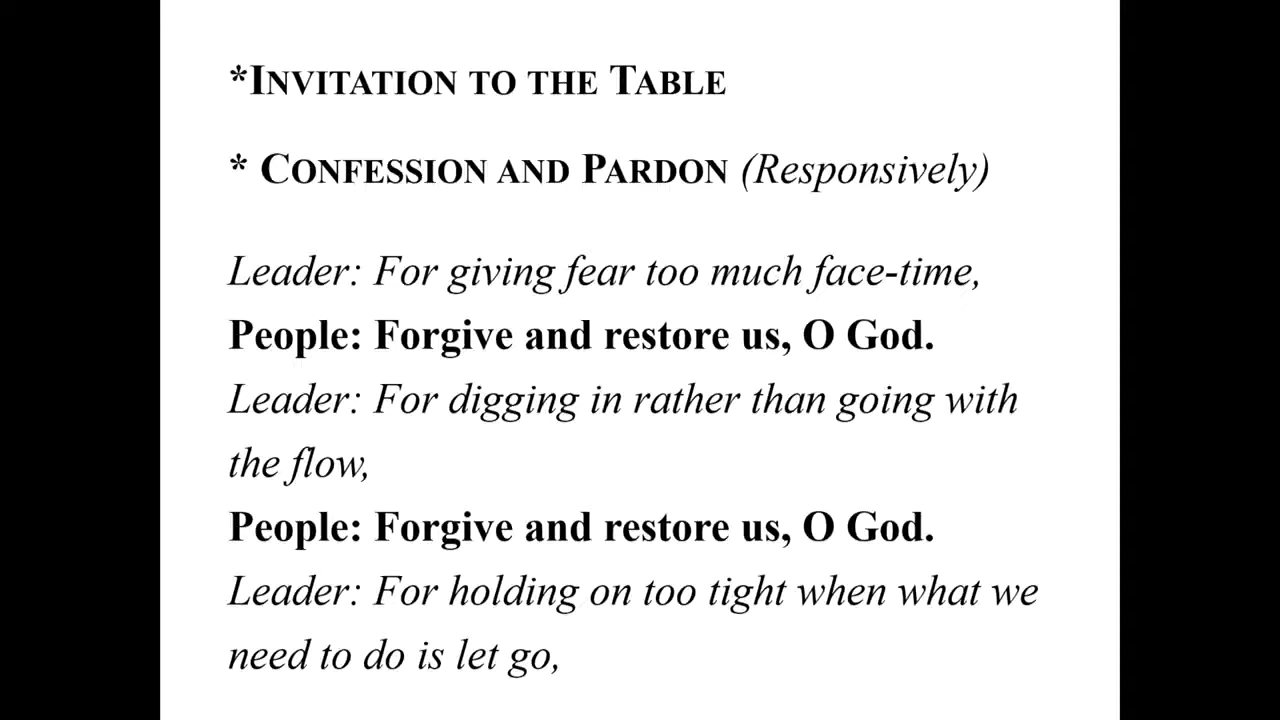 *INVITATION TO THE TABLE
* CONFESSION AND PARDON (Responsively)
Leader: For giving fear too much face-time,
People: Forgive and restore us, O God.
Leader: For digging in rather than going with
the flow,
People: Forgive and restore us, O God.
Leader: For holding on too tight when what we
need to do is let go,